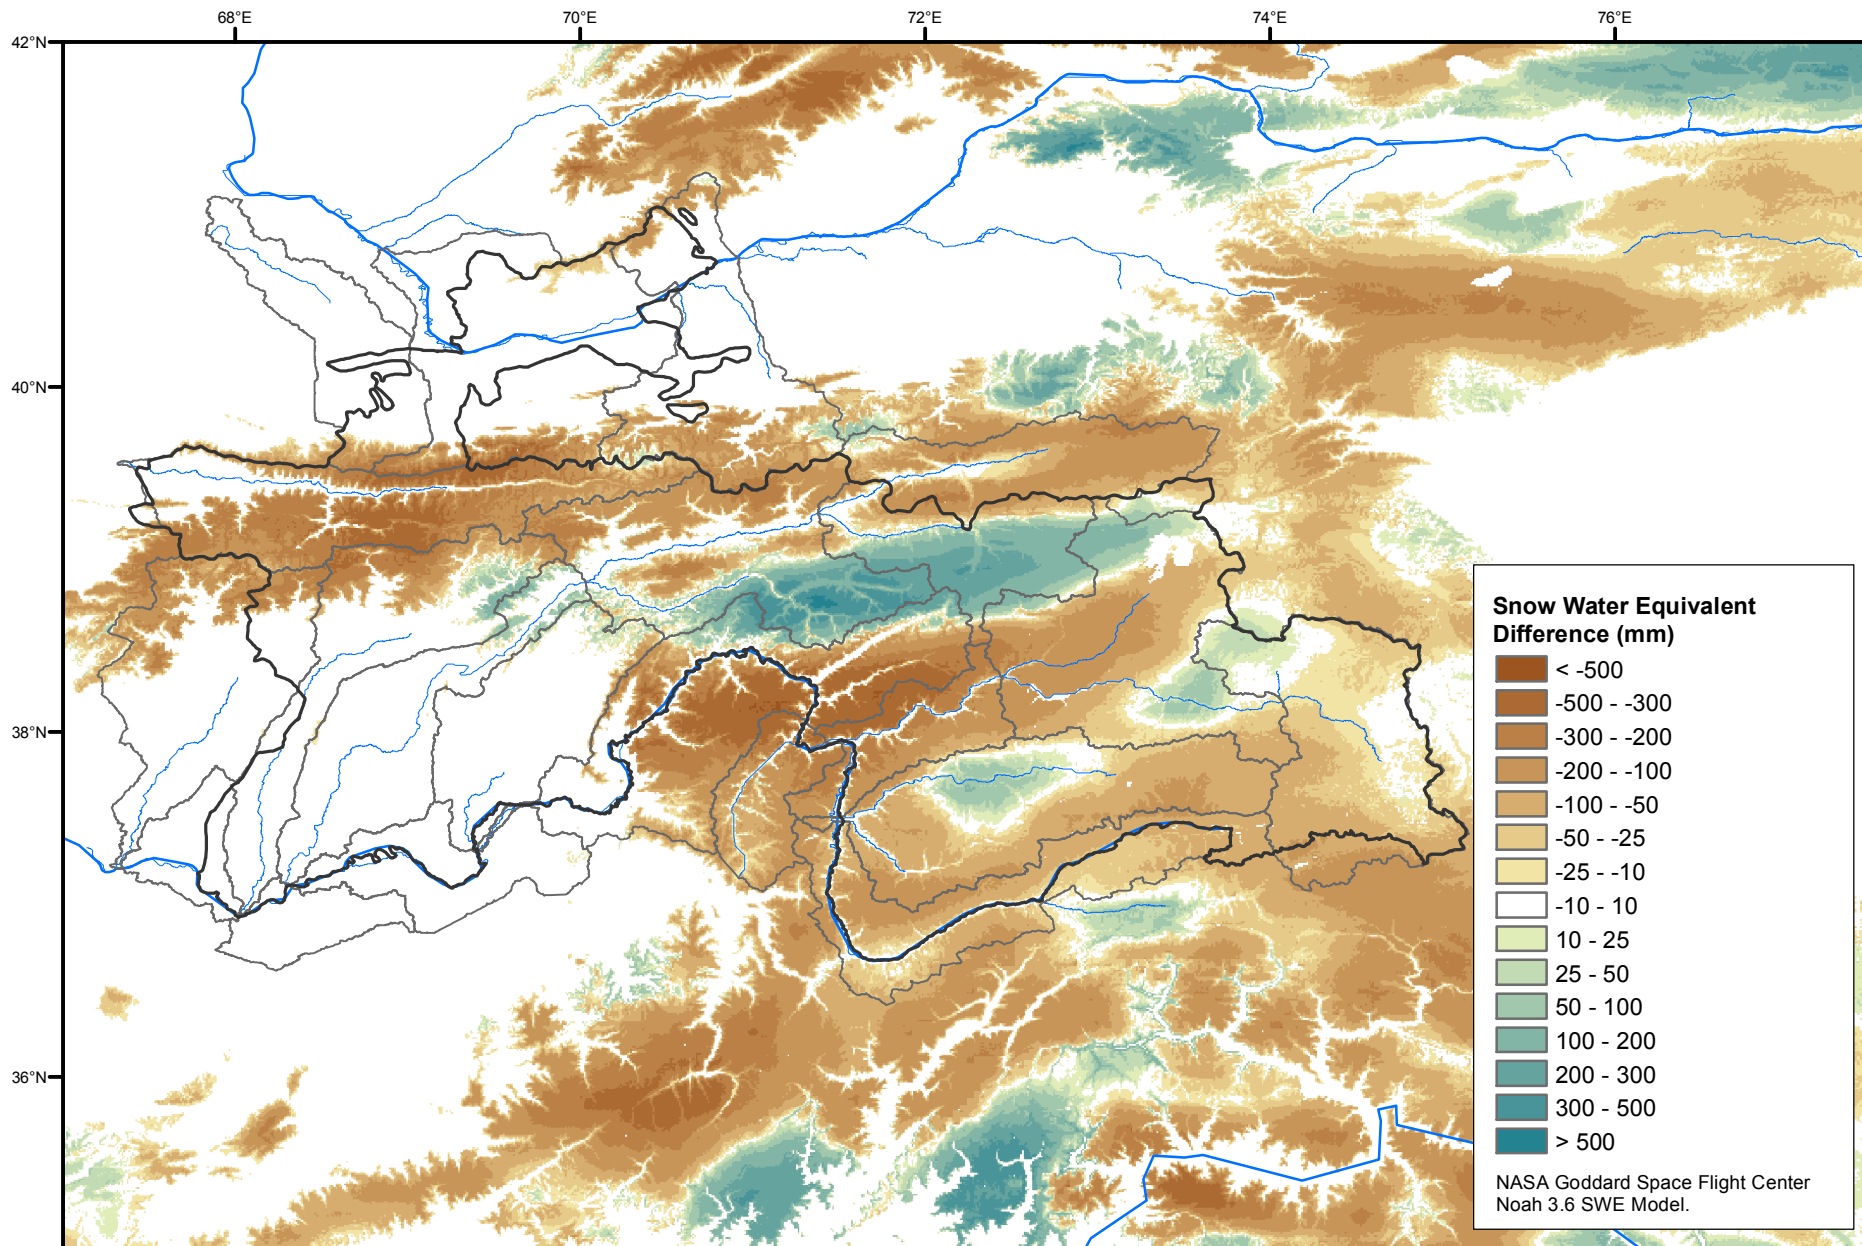 68°E
70°E
72°E
74°E
76°E
42°N
40°N
38°N
36°N
Snow Water Equivalent
Difference (mm)
< -500
-500 - -300
-300 - -200
-200 - -100
-100 - -50
-50 - -25
-25 - -10
-10 - 10
10 - 25
25 - 50
50 - 100
100 - 200
200 - 300
300 - 500
> 500
NASA Goddard Space Flight Center
Noah 3.6 SWE Model.